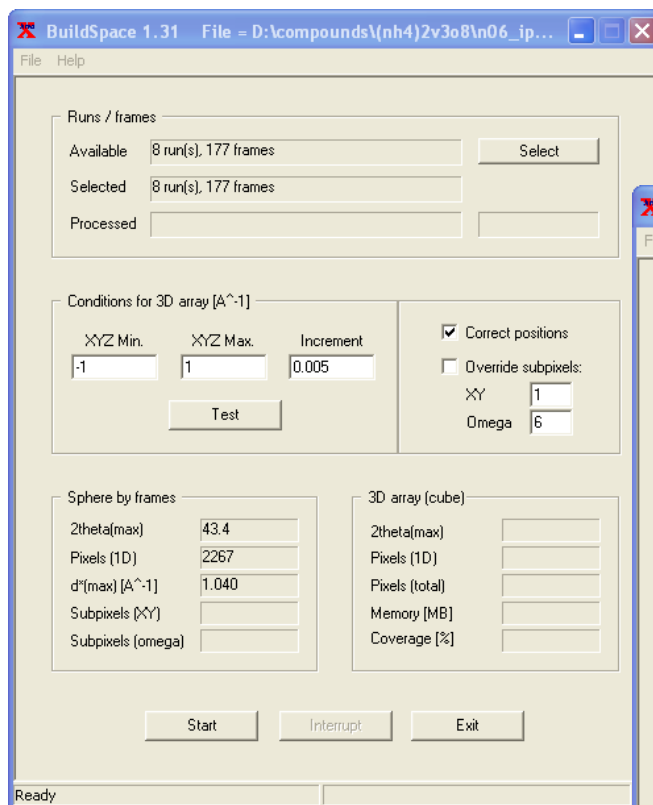 BuildSpace 1.31 File = D:\compounds\(nh4)2v3o8\n06_ip...
File Help
Runs / frames
Available 8 run(s), 177 frames Select
Selected 8 run(s), 177 frames
Processed
Conditions for 3D array [A^-1]
XYZ Min. XYZ Max. Increment
-1 1 0.005
Test
Correct positions
Override subpixels:
XY 1
Omega 6
Sphere by frames
2theta(max) 43.4
Pixels (1D) 2267
d*(max) [A^-1] 1.040
Subpixels (XY)
Subpixels (omega)
3D array (cube)
2theta(max)
Pixels (1D)
Pixels (total)
Memory [MB]
Coverage [%]
Start Interrupt Exit
Ready